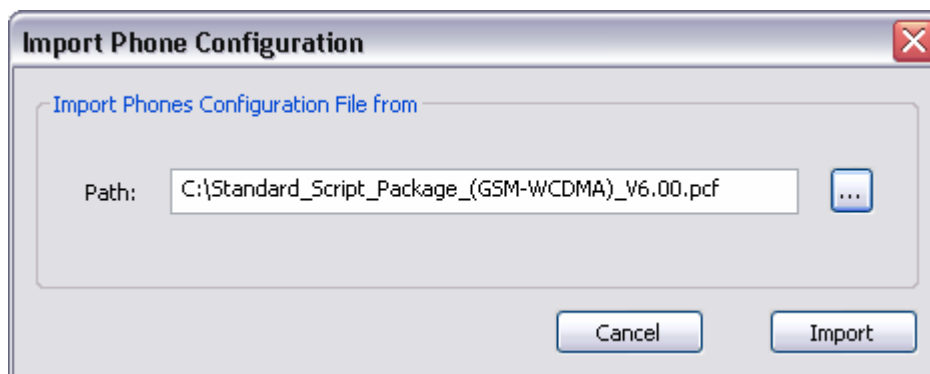 Import Phone Configuration
Import Phones Configuration File from
Path: C:\Standard_Script_Package_(GSM-WCDMA)_V6.00.pcf ...
Cancel Import